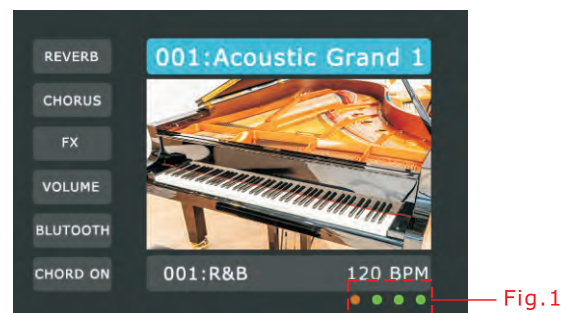 REVERB
CHORUS
FX
VOLUME
BLUTOOTH
CHORD ON
001:Acoustic Grand 1
001:R&B 120 BPM
Fig.1